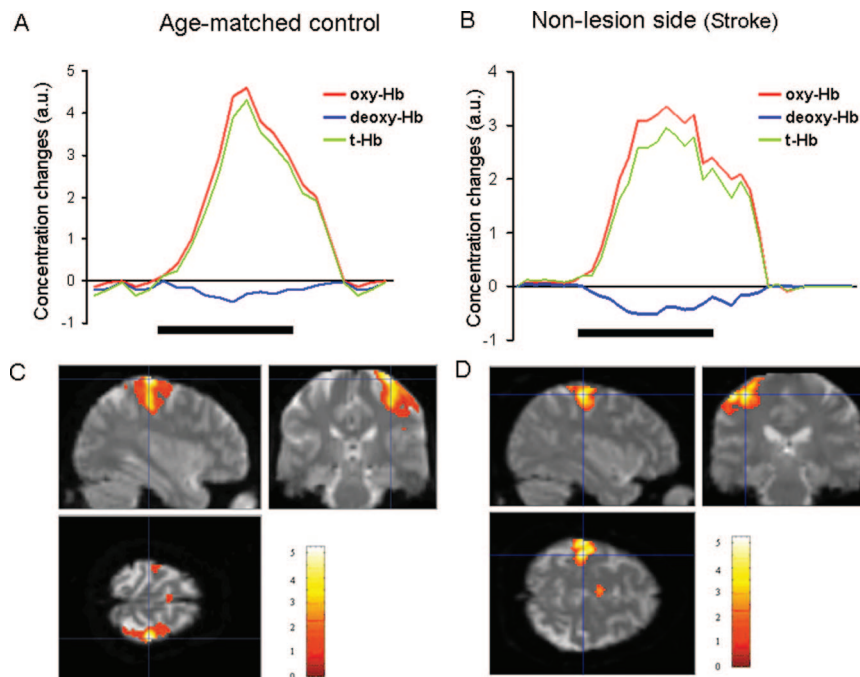 A
Age-matched control
B
Non-lesion side (Stroke)
Concentration changes (a.u.)
5
4
3
2
1
0
-1
oxy-Hb
deoxy-Hb
t-Hb
Concentration changes (a.u.)
4
3
2
1
0
-1
oxy-Hb
deoxy-Hb
t-Hb
C
D
5
4
3
2
1
0
5
4
3
2
1
0